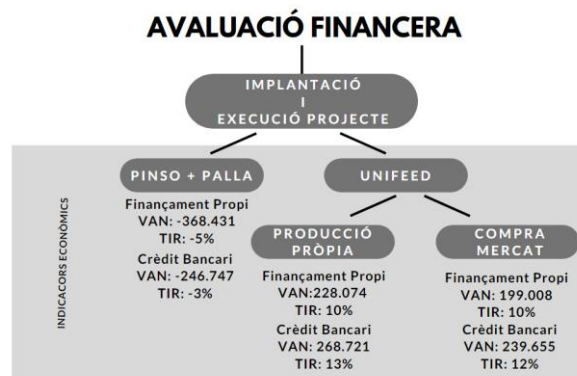 AVALUACIÓ FINANCERA
IMPLANTACIÓ
I
EXECUCIÓ PROJECTE
INDICACORS ECONÒMICS
PINSO + PALLA
Finançament Propi
VAN: -368.431
TIR: -5%
Crèdit Bancari
VAN: -246.747
TIR: -3%
UNIFEED
PRODUCCIÓ
PRÒPIA
Finançament Propi
VAN:228.074
TIR: 10%
Crèdit Bancari
VAN: 268.721
TIR: 13%
COMPRA
MERCAT
Finançament Propi
VAN: 199.008
TIR: 10%
Crèdit Bancari
VAN: 239.655
TIR: 12%